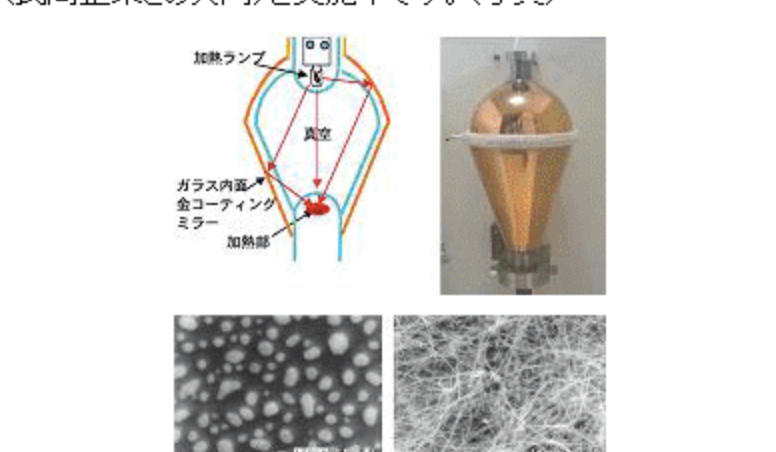 加熱ランプ
真空
ガラス内面
金コーティング
ミラー
加熱部